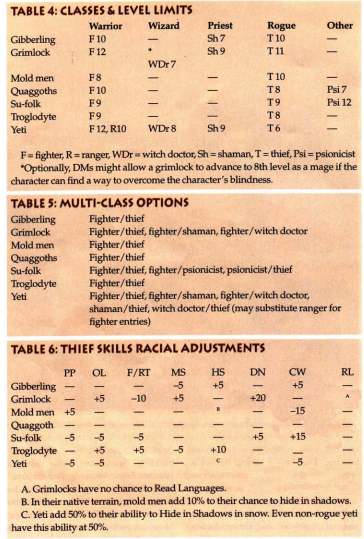 TABLE 4: CLASSES & LEVEL LIMITS
Warrior Wizard Priest Rogue Other
Gibberling F 10 — Sh 7 T 10 —
Grimlock F 12 * Sh 9 T 11 —
WDr 7
Mold men F 8 — — T 10 —
Quaggoths F 10 — — T 8 Psi 7
Su-folk F 9 — — T 9 Psi 12
Troglodyte F 9 — — T 8 —
Yeti F 12, R10 WDr 8 Sh 9 T 6 —
F = fighter, R = ranger, WDr = witch doctor, Sh = shaman, T = thief, Psi = psionicist
*Optionally, DMs might allow a grimlock to advance to 8th level as a mage if the
character can find a way to overcome the character's blindness.
TABLE 5: MULTI-CLASS OPTIONS
Gibberling Fighter/thief
Grimlock Fighter/thief, fighter/shaman, fighter/witch doctor
Mold men Fighter/thief
Quaggoths Fighter/thief
Su-folk Fighter/thief, fighter/psionicist, psionicist/thief
Troglodyte Fighter/thief
Yeti Fighter/thief, fighter/shaman, fighter/witch doctor,
shaman/thief, witch doctor/thief (may substitute ranger for
fighter entries)
TABLE 6: THIEF SKILLS RACIAL ADJUSTMENTS
PP OL F/RT MS HS DN CW RL
Gibberling — — — –5 +5 — +5 —
Grimlock — +5 –10 +5 — +20 — A
Mold men +5 — — — B — –15 —
Quaggoth — — — — — — — —
Su-folk –5 –5 –5 — — +5 +15 —
Troglodyte — +5 +5 –5 +10 — — —
Yeti –5 –5 — — C — –5 —
A. Grimlocks have no chance to Read Languages.
B. In their native terrain, mold men add 10% to their chance to hide in shadows.
C. Yeti add 50% to their ability to Hide in Shadows in snow. Even non-rogue yeti
have this ability at 50%.